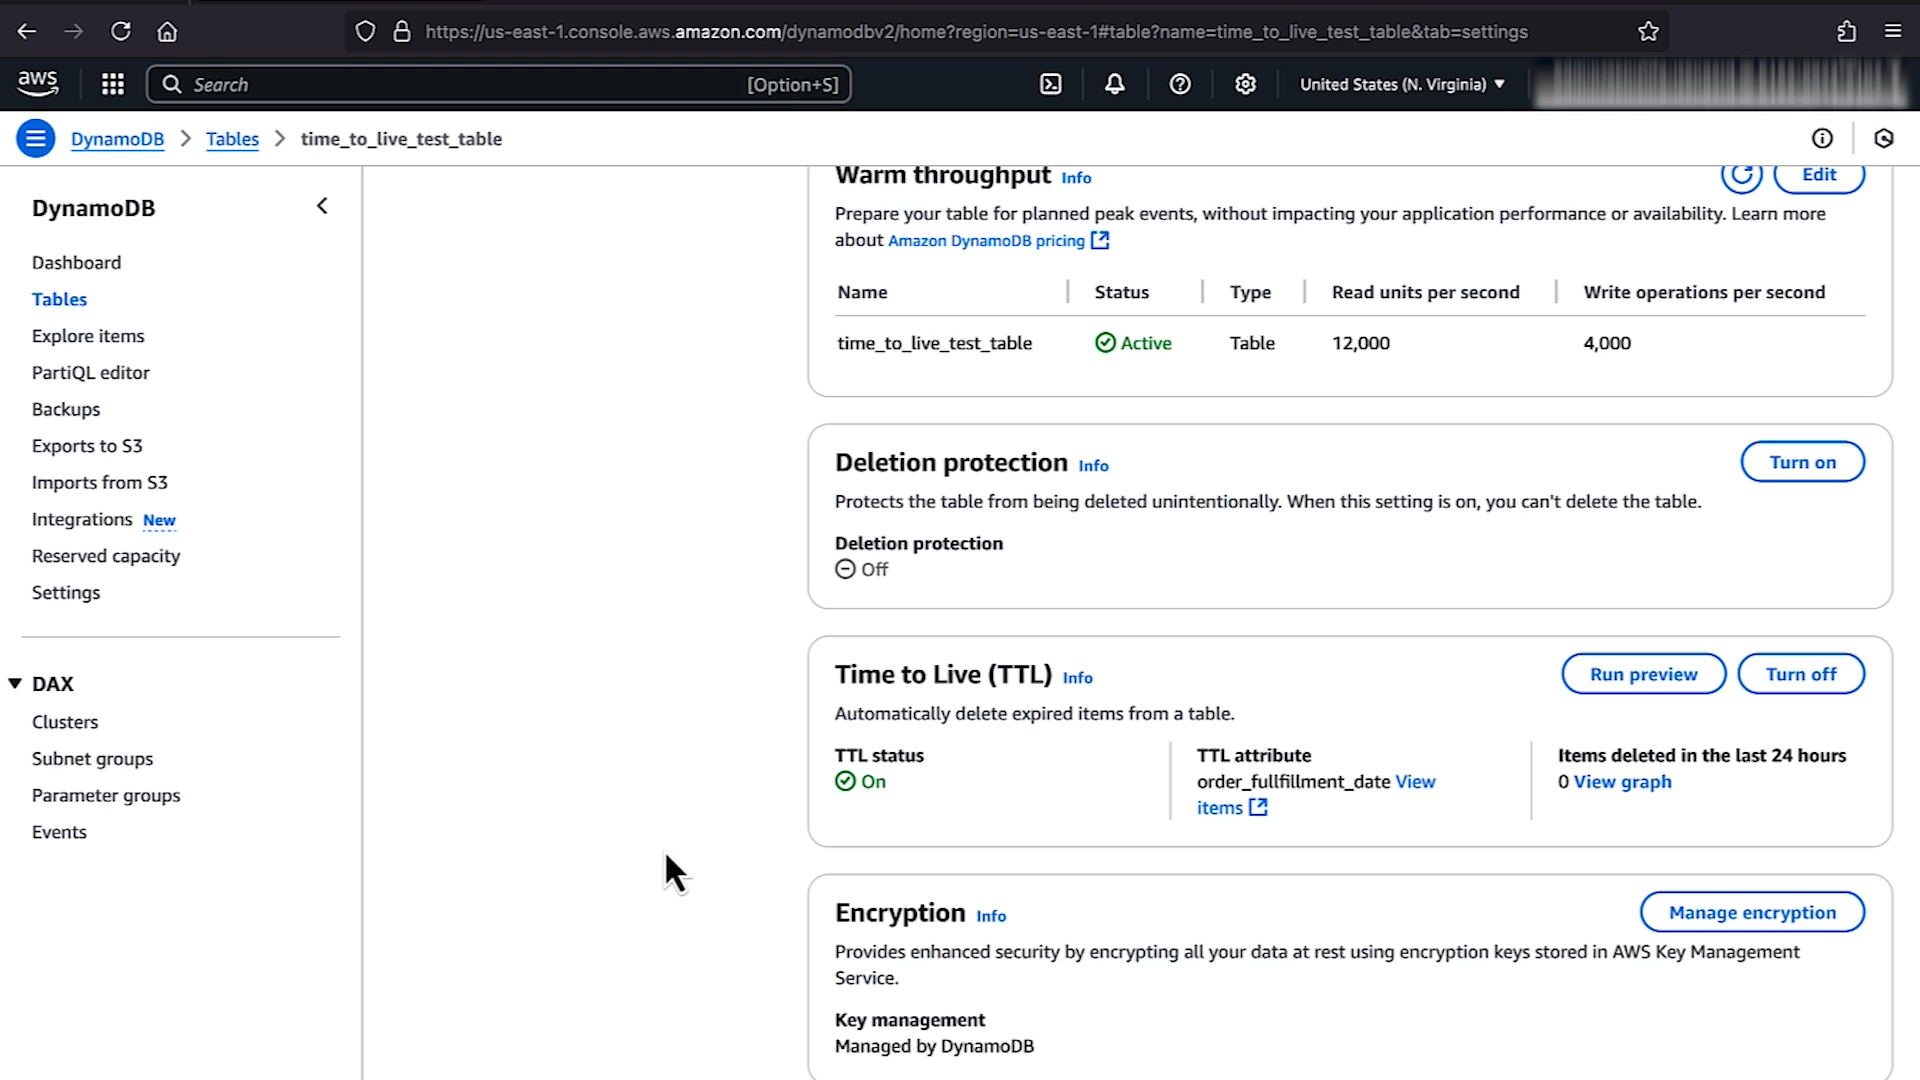 https://us-east-1.console.aws.amazon.com/dynamodbv2/home?region=us-east-1#table?name=time_to_live_test_table&tab=settings
aws
Search
[Option+S]
United States (N. Virginia)
DynamoDB
Tables
time_to_live_test_table
DynamoDB
Dashboard
Tables
Explore items
PartiQL editor
Backups
Exports to S3
Imports from S3
Integrations New
Reserved capacity
Settings
DAX
Clusters
Subnet groups
Parameter groups
Events
Warm throughput Info
Edit
Prepare your table for planned peak events, without impacting your application performance or availability. Learn more
about Amazon DynamoDB pricing
Name Status Type Read units per second Write operations per second
time_to_live_test_table Active Table 12,000 4,000
Deletion protection Info
Turn on
Protects the table from being deleted unintentionally. When this setting is on, you can't delete the table.
Deletion protection
Off
Time to Live (TTL) Info
Run preview
Turn off
Automatically delete expired items from a table.
TTL status
On
TTL attribute
order_fullfillment_date View
items
Items deleted in the last 24 hours
0 View graph
Encryption Info
Manage encryption
Provides enhanced security by encrypting all your data at rest using encryption keys stored in AWS Key Management
Service.
Key management
Managed by DynamoDB